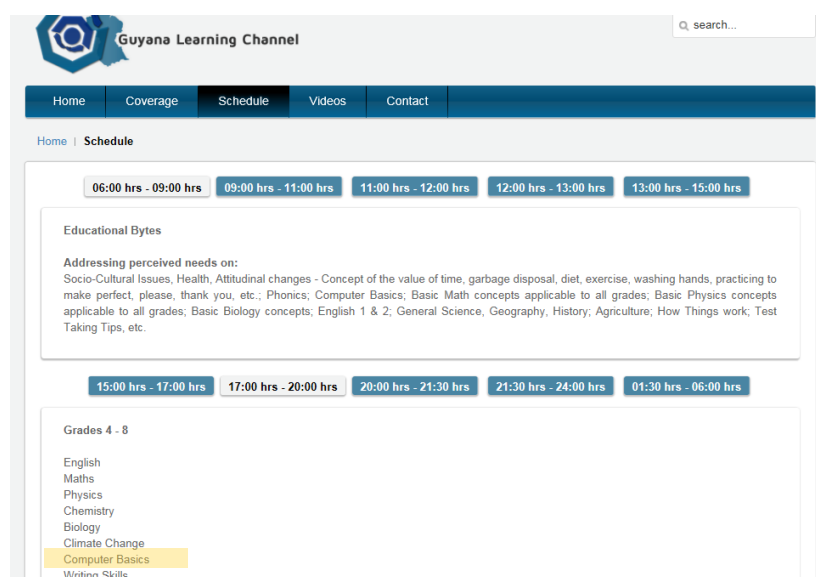 Guyana Learning Channel
search...
Home Coverage Schedule Videos Contact
Home | Schedule
06:00 hrs - 09:00 hrs 09:00 hrs - 11:00 hrs 11:00 hrs - 12:00 hrs 12:00 hrs - 13:00 hrs 13:00 hrs - 15:00 hrs
Educational Bytes
Addressing perceived needs on:
Socio-Cultural Issues, Health, Attitudinal changes - Concept of the value of time, garbage disposal, diet, exercise, washing hands, practicing to
make perfect, please, thank you, etc.; Phonics; Computer Basics; Basic Math concepts applicable to all grades; Basic Physics concepts
applicable to all grades; Basic Biology concepts; English 1 & 2; General Science, Geography, History; Agriculture; How Things work; Test
Taking Tips, etc.
15:00 hrs - 17:00 hrs 17:00 hrs - 20:00 hrs 20:00 hrs - 21:30 hrs 21:30 hrs - 24:00 hrs 01:30 hrs - 06:00 hrs
Grades 4 - 8
English
Maths
Physics
Chemistry
Biology
Climate Change
Computer Basics
Writing Skills